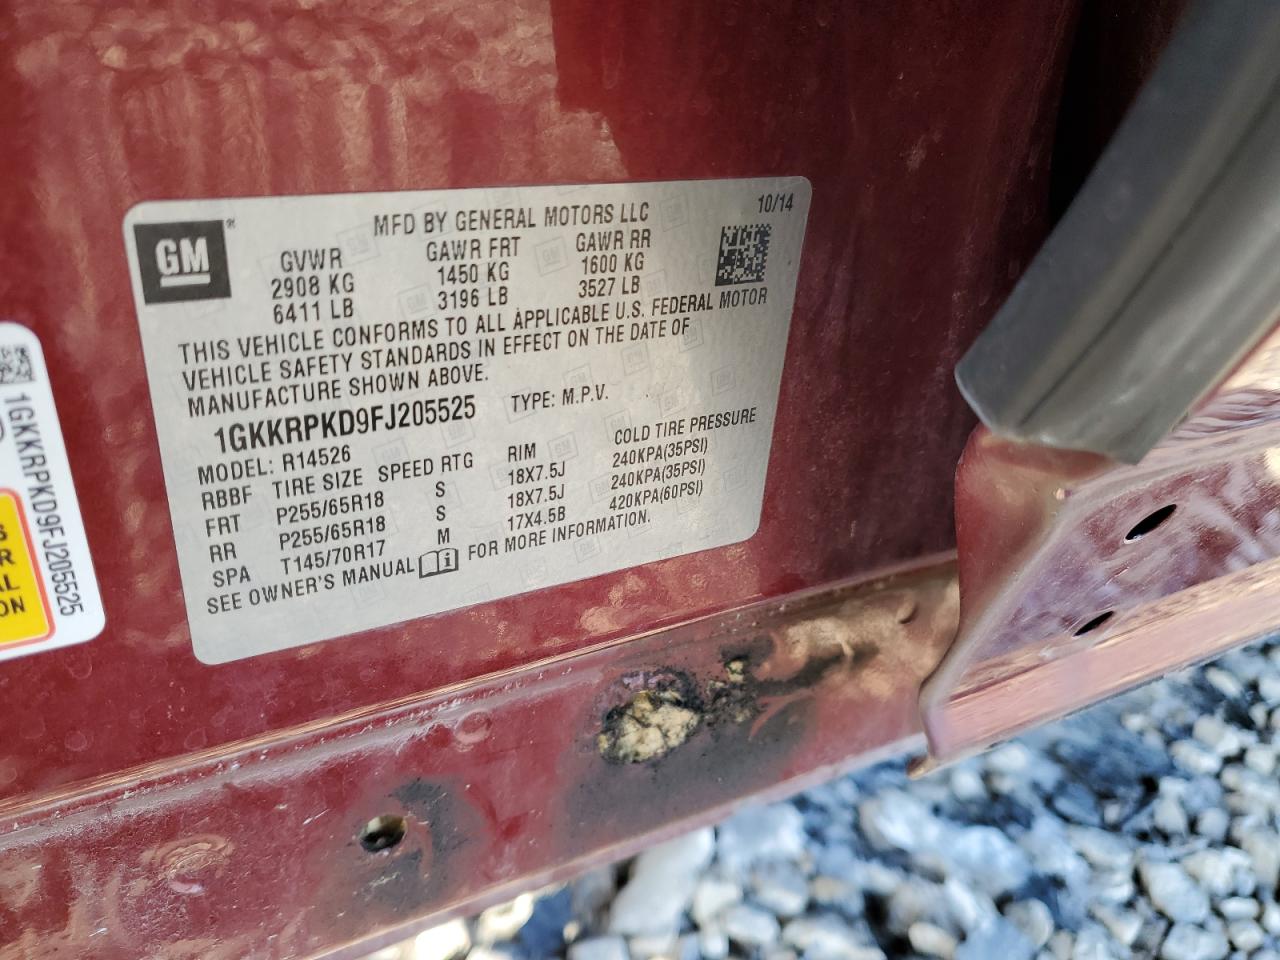 GM ®
MFD BY GENERAL MOTORS LLC 10/14
GVWR GAWR FRT GAWR RR
2908 KG 1450 KG 1600 KG
6411 LB 3196 LB 3527 LB
THIS VEHICLE CONFORMS TO ALL APPLICABLE U.S. FEDERAL MOTOR
VEHICLE SAFETY STANDARDS IN EFFECT ON THE DATE OF
MANUFACTURE SHOWN ABOVE.
1GKKRPKD9FJ205525 TYPE: M.P.V.
MODEL: R14526
RBBF TIRE SIZE SPEED RTG RIM COLD TIRE PRESSURE
FRT P255/65R18 S 18X7.5J 240KPA(35PSI)
RR P255/65R18 S 18X7.5J 240KPA(35PSI)
SPA T145/70R17 M 17X4.5B 420KPA(60PSI)
SEE OWNER'S MANUAL i FOR MORE INFORMATION.
1GKKRPKD9FJ205525
S
R
AL
ON